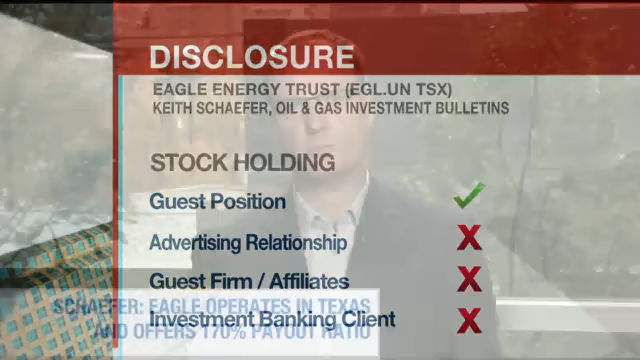 DISCLOSURE
EAGLE ENERGY TRUST (EGL.UN TSX)
KEITH SCHAEFER, OIL & GAS INVESTMENT BULLETINS
STOCK HOLDING
Guest Position
Advertising Relationship
Guest Firm / Affiliates
SCHAEFER: EAGLE OPERATES IN TEXAS
AND OFFERS 170% PAYOUT RATIO
Investment Banking Client